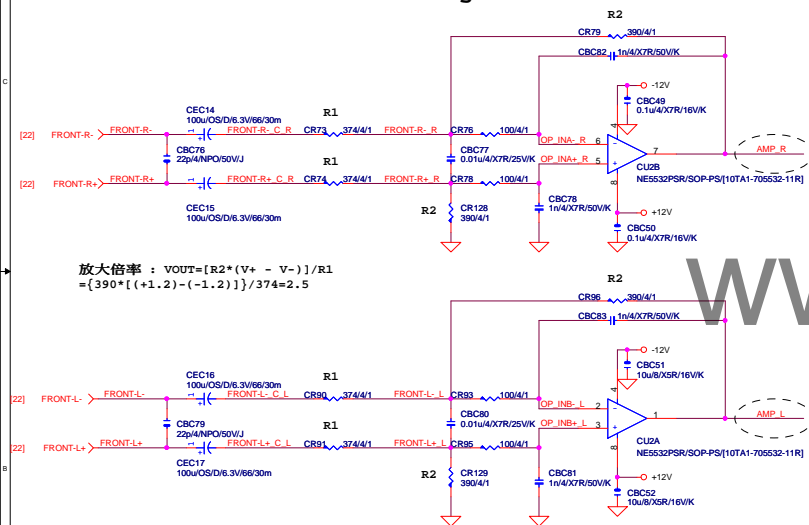 R2
CR79 390/4/1
CBC82 1n/4/X7R/50V/K
-12V
C
CEC14
100u/OS/D/6.3V/66/30m
R1
CBC49
0.1u/4/X7R/16V/K
4
[22] FRONT-R- FRONT-R- 1 + FRONT-R-_C_R CR73 374/4/1 FRONT-R-_R CR76 100/4/1 OP_INA-_R 6 - 7 AMP_R
CBC76
22p/4/NPO/50V/J
CBC77
0.01u/4/X7R/25V/K
R1
OP_INA+_R 5 +
CU2B
NE5532PSR/SOP-PS/[10TA1-705532-11R]
[22] FRONT-R+ FRONT-R+ 1 + FRONT-R+_C_R CR74 374/4/1 FRONT-R+_R CR78 100/4/1
8
CEC15
100u/OS/D/6.3V/66/30m
R2
CR128
390/4/1
CBC78
1n/4/X7R/50V/K
+12V
CBC50
0.1u/4/X7R/16V/K
放大倍率 : VOUT=[R2*(V+ - V-)]/R1
={390*[(+1.2)-(-1.2)]}/374=2.5
W
R2
CR96 390/4/1
CBC83 1n/4/X7R/50V/K
-12V
CEC16
100u/OS/D/6.3V/66/30m
R1
CBC51
10u/8/X5R/16V/K
4
[22] FRONT-L- FRONT-L- 1 + FRONT-L-_C_L CR90 374/4/1 FRONT-L-_L CR93 100/4/1 OP_INB-_L 2 - 1 AMP_L
CBC79
22p/4/NPO/50V/J
CBC80
0.01u/4/X7R/25V/K
R1
OP_INB+_L 3 +
CU2A
NE5532PSR/SOP-PS/[10TA1-705532-11R]
[22] FRONT-L+ FRONT-L+ 1 + FRONT-L+_C_L CR91 374/4/1 FRONT-L+_L CR95 100/4/1
8
B
CEC17
100u/OS/D/6.3V/66/30m
R2
CR129
390/4/1
CBC81
1n/4/X7R/50V/K
+12V
CBC52
10u/8/X5R/16V/K